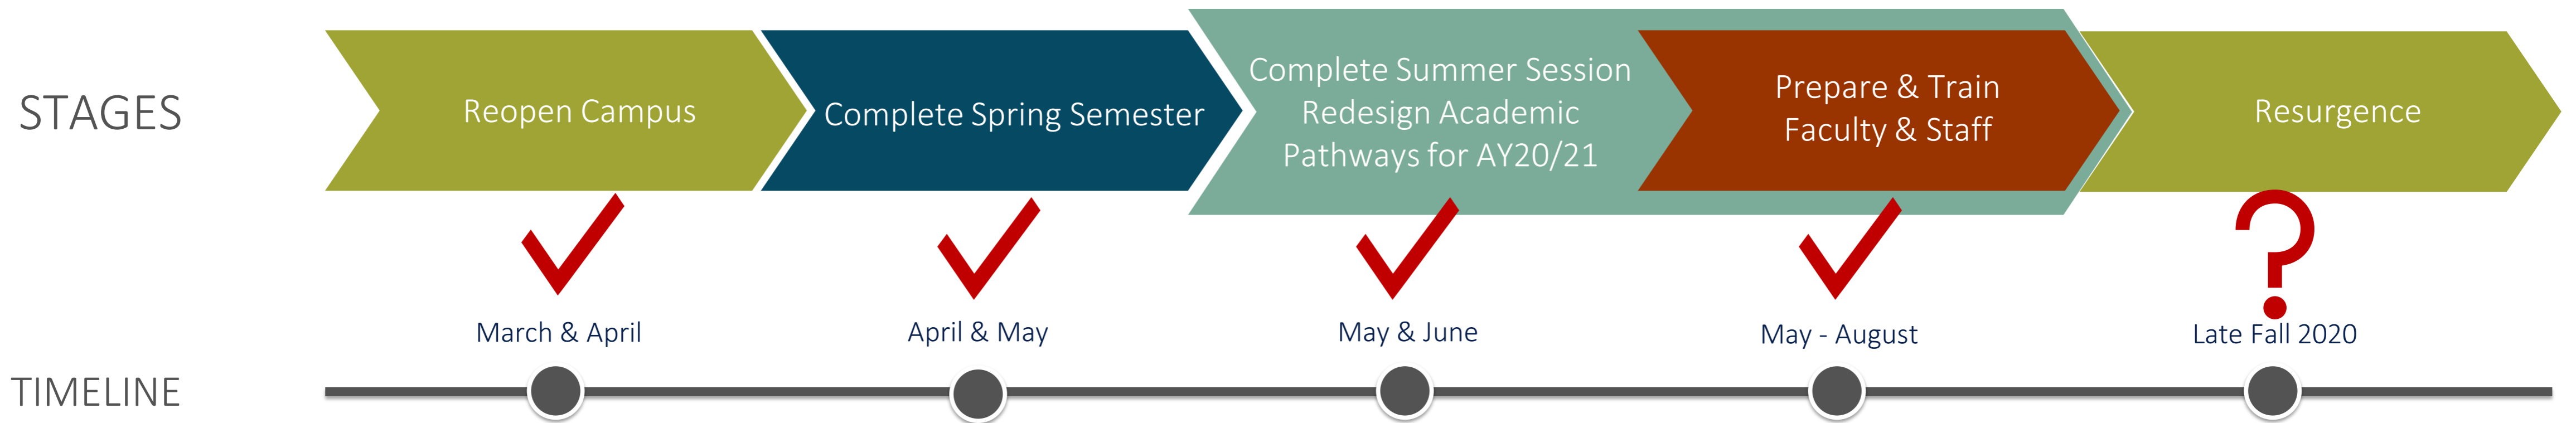 STAGES
Reopen Campus
Complete Spring Semester
Complete Summer Session
Redesign Academic
Pathways for AY20/21
Prepare & Train
Faculty & Staff
Resurgence
?
March & April
April & May
May & June
May - August
Late Fall 2020
TIMELINE